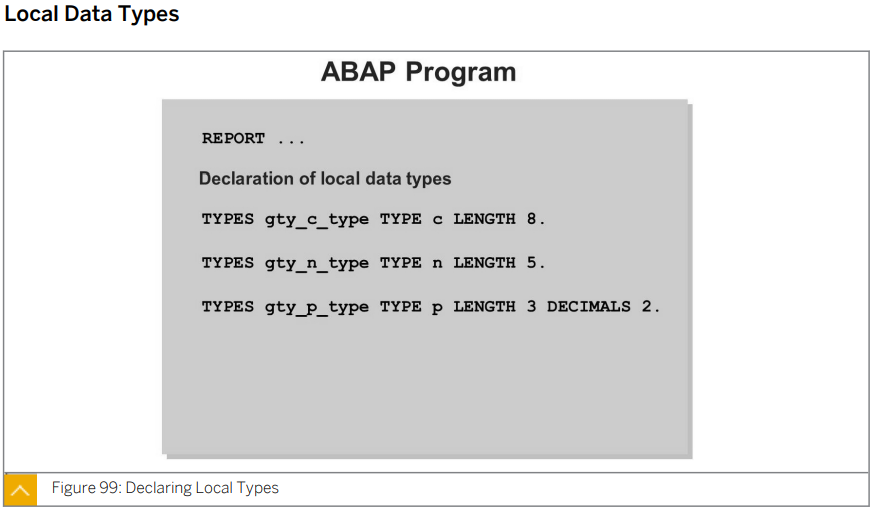 Local Data Types
ABAP Program
REPORT ...
Declaration of local data types
TYPES gty_c_type TYPE c LENGTH 8.
TYPES gty_n_type TYPE n LENGTH 5.
TYPES gty_p_type TYPE p LENGTH 3 DECIMALS 2.
Figure 99: Declaring Local Types